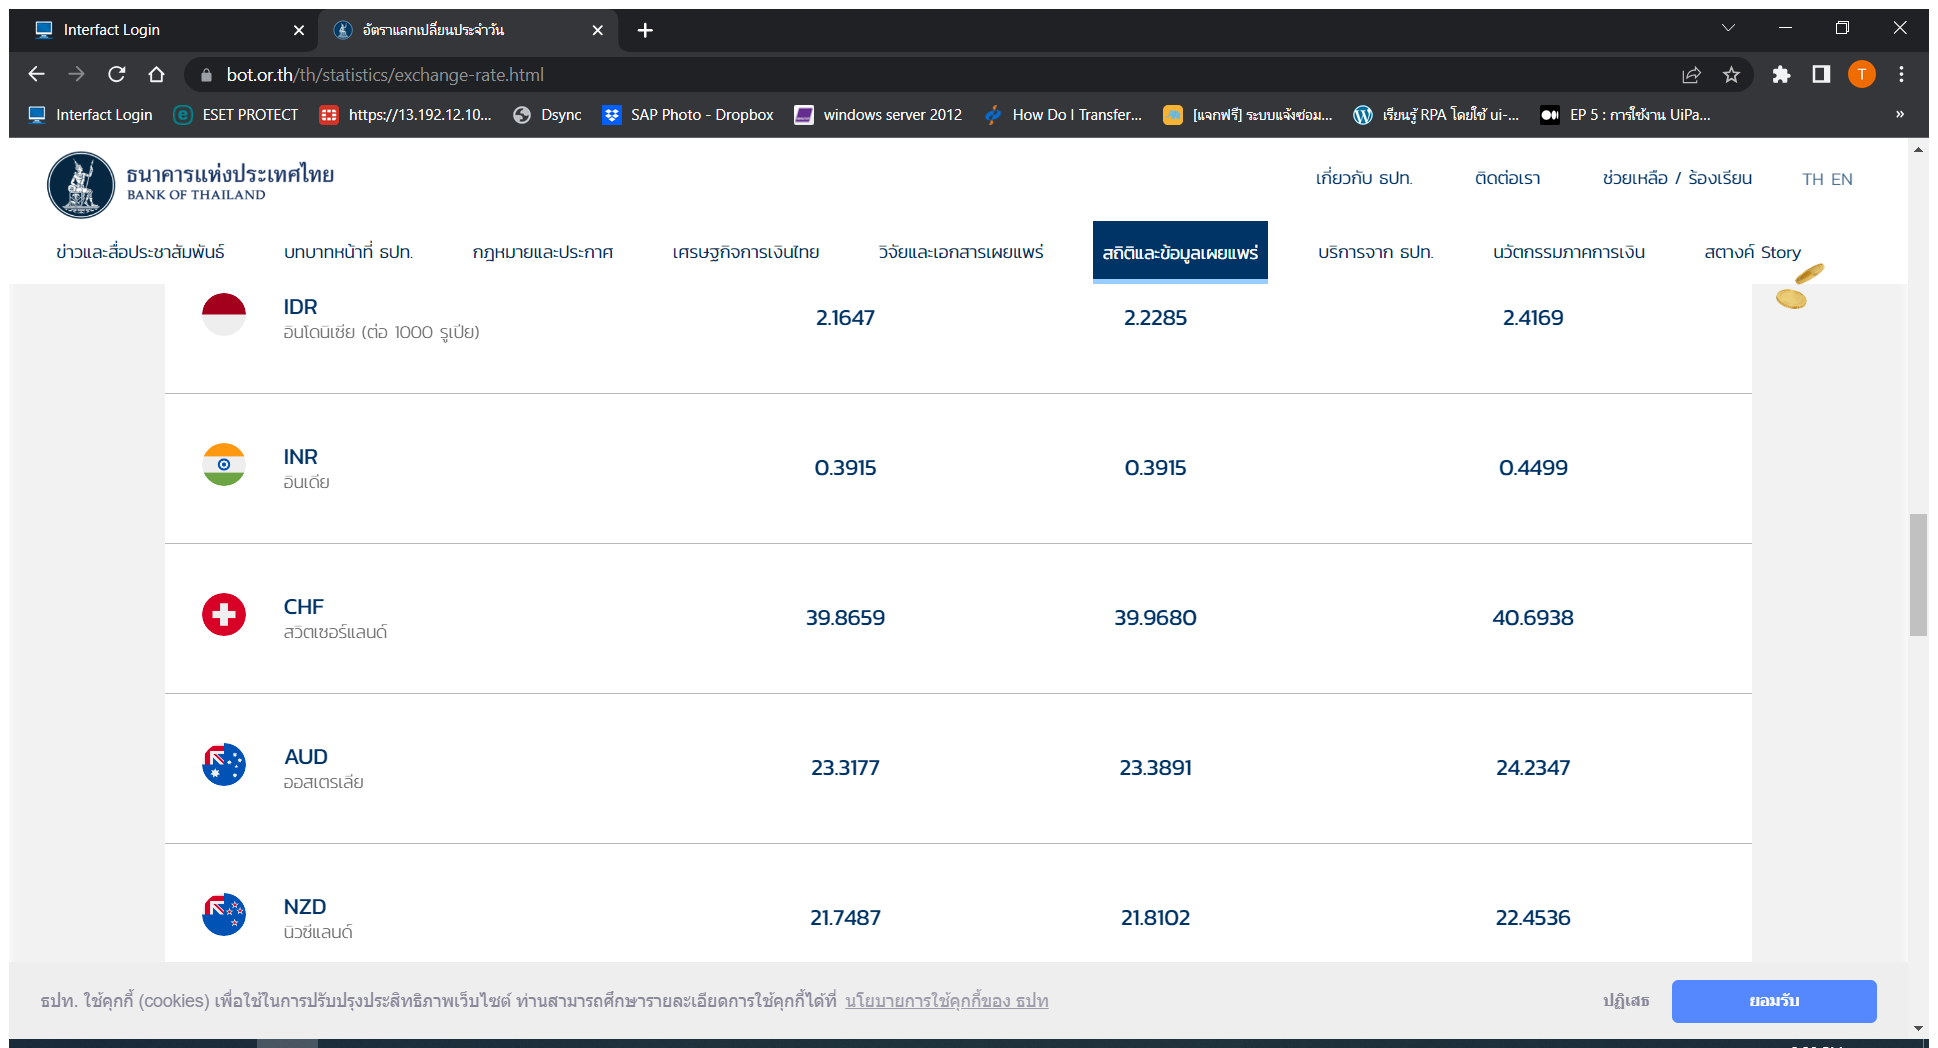 Interfact Login
อัตราแลกเปลี่ยนประจำวัน
bot.or.th/th/statistics/exchange-rate.html
T
Interfact Login ESET PROTECT https://13.192.12.10... Dsync SAP Photo - Dropbox windows server 2012 How Do I Transfer... [แจกฟรี] ระบบแจ้งซ่อม... เรียนรู้ RPA โดยใช้ ui-... EP 5 : การใช้งาน UiPa... »
ธนาคารแห่งประเทศไทย
BANK OF THAILAND
เกี่ยวกับ ธปท. ติดต่อเรา ช่วยเหลือ / ร้องเรียน TH EN
ข่าวและสื่อประชาสัมพันธ์ บทบาทหน้าที่ ธปท. กฎหมายและประกาศ เศรษฐกิจการเงินไทย วิจัยและเอกสารเผยแพร่ สถิติและข้อมูลเผยแพร่ บริการจาก ธปท. นวัตกรรมภาคการเงิน สตางค์ Story
IDR 2.1647 2.2285 2.4169
อินโดนิเซีย (ต่อ 1000 รูเปีย)
INR 0.3915 0.3915 0.4499
อินเดีย
CHF 39.8659 39.9680 40.6938
สวิตเซอร์แลนด์
AUD 23.3177 23.3891 24.2347
ออสเตรเลีย
NZD 21.7487 21.8102 22.4536
นิวซีแลนด์
ธปท. ใช้คุกกี้ (cookies) เพื่อใช้ในการปรับปรุงประสิทธิภาพเว็บไซต์ ท่านสามารถศึกษารายละเอียดการใช้คุกกี้ได้ที่ นโยบายการใช้คุกกี้ของ ธปท ปฏิเสธ ยอมรับ